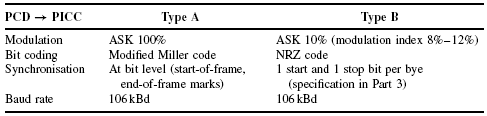 PCD → PICC Type A Type B
Modulation ASK 100% ASK 10% (modulation index 8%–12%)
Bit coding Modified Miller code NRZ code
Synchronisation At bit level (start-of-frame, 1 start and 1 stop bit per bye
end-of-frame marks) (specification in Part 3)
Baud rate 106 kBd 106 kBd